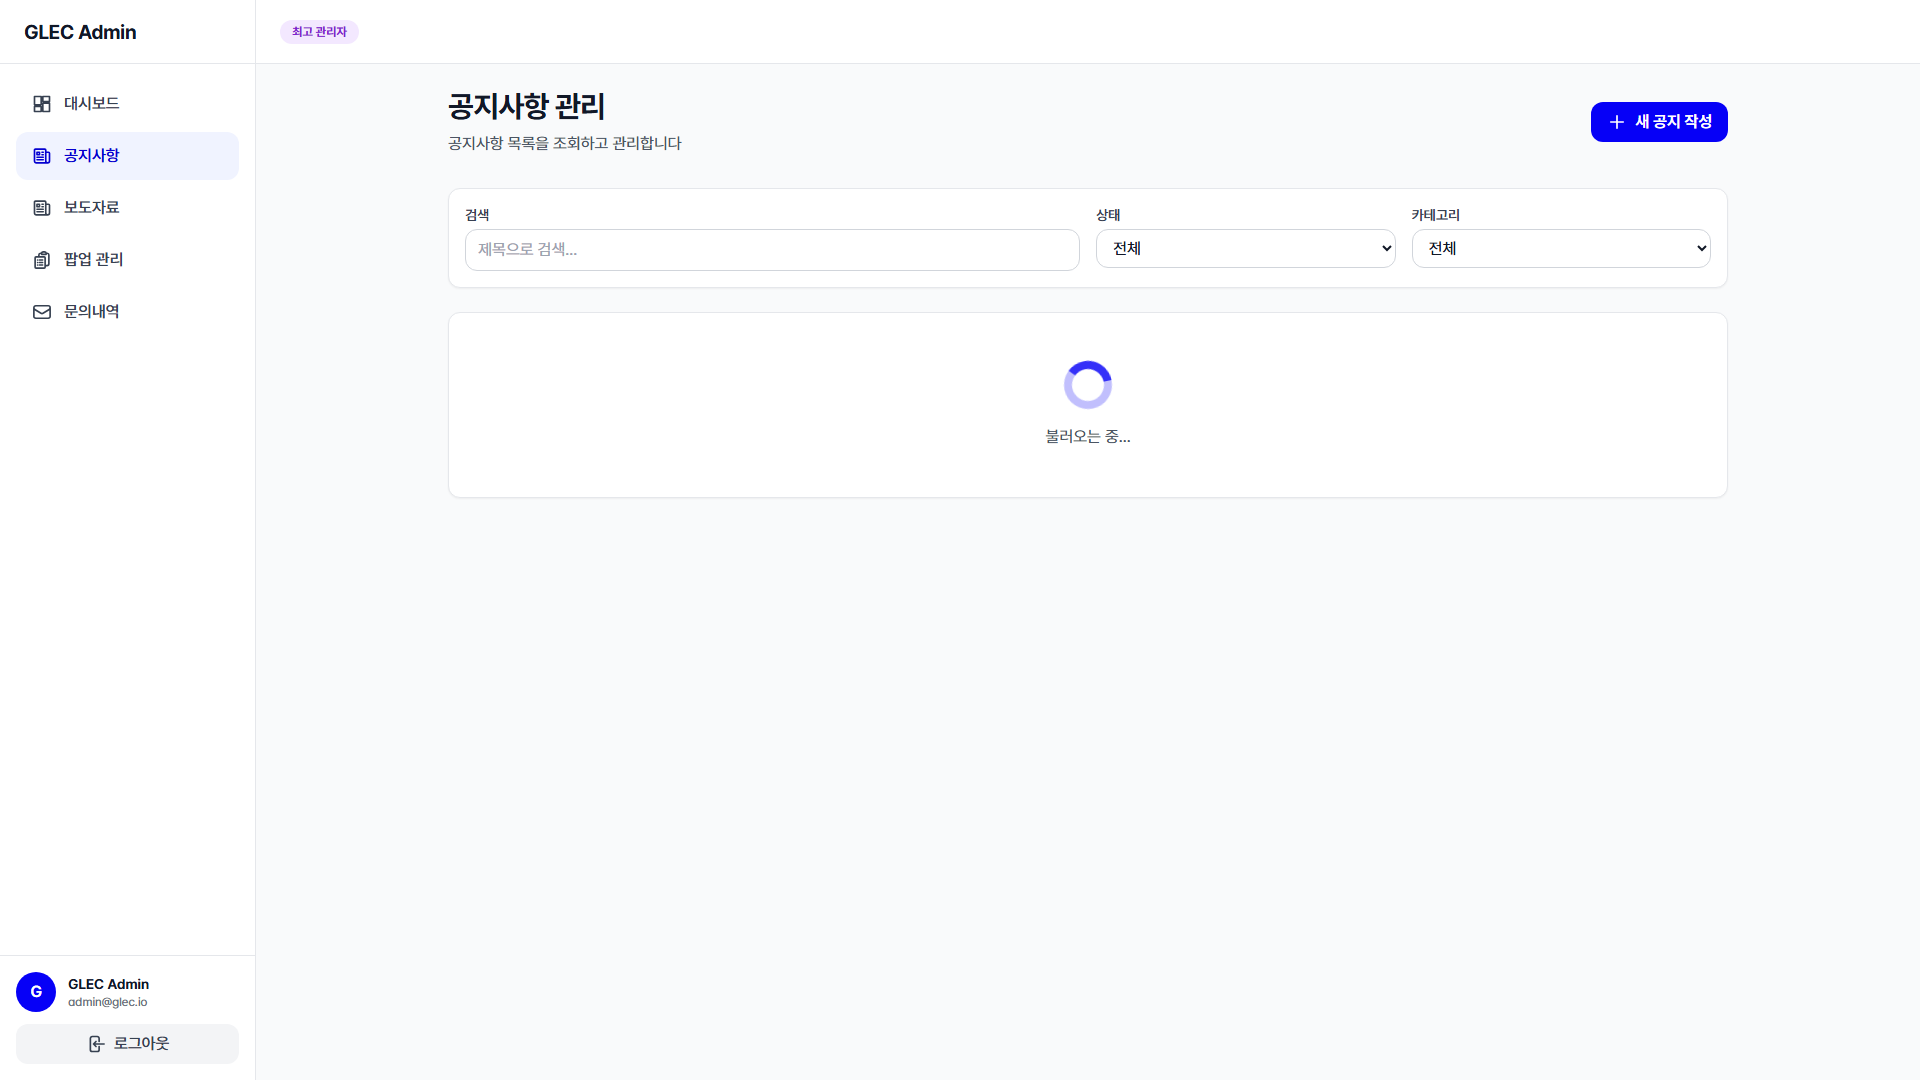 GLEC Admin
최고 관리자
대시보드
공지사항
보도자료
팝업 관리
문의내역
공지사항 관리
공지사항 목록을 조회하고 관리합니다
새 공지 작성
검색
제목으로 검색...
상태
전체
카테고리
전체
불러오는 중...
G
GLEC Admin
admin@glec.io
로그아웃